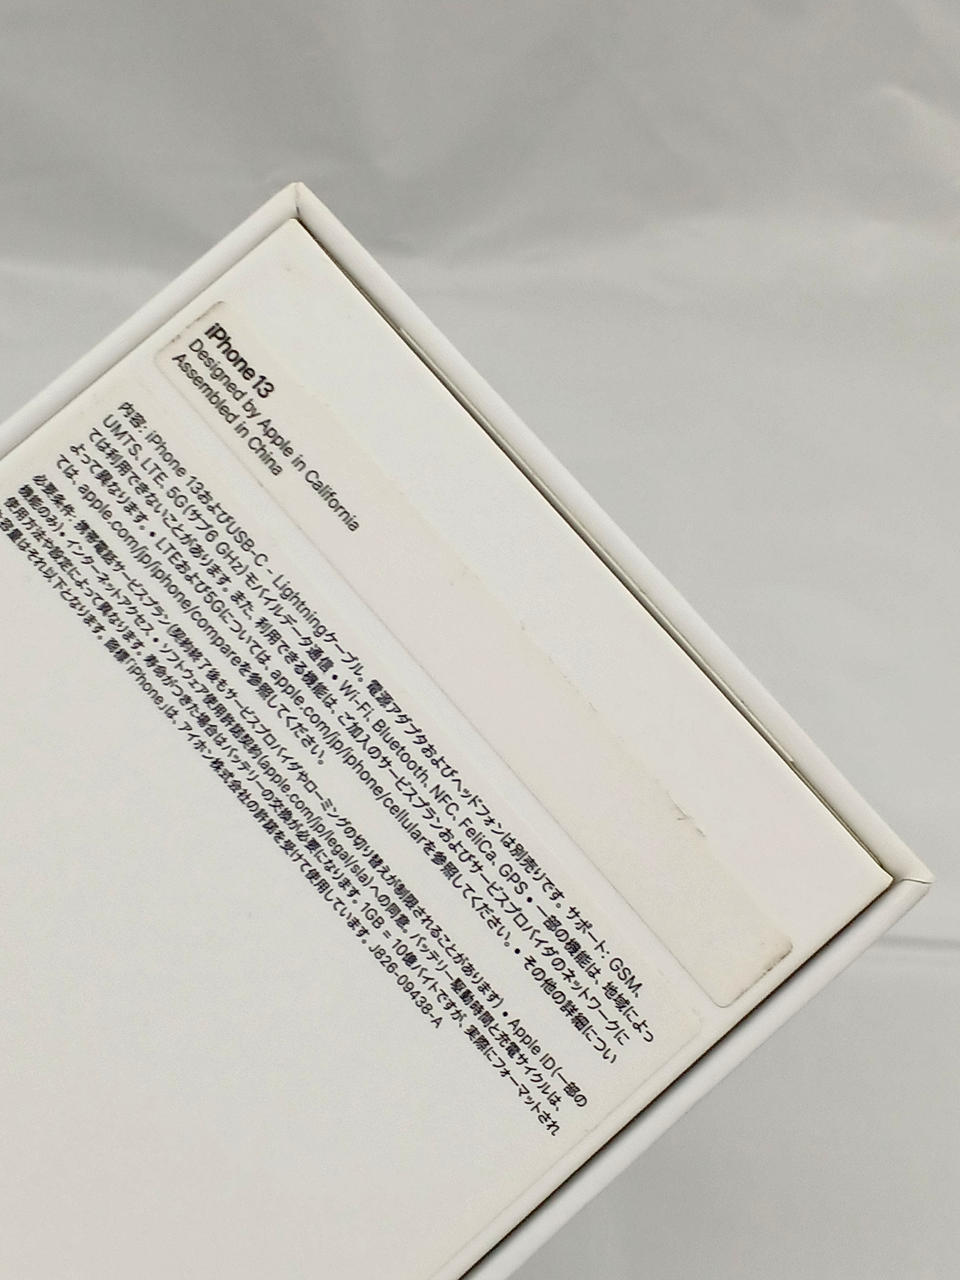 iPhone 13
Designed by Apple in California
Assembled in China
内容: iPhone 13およびUSB-C - Lightningケーブル。電源アダプタおよびヘッドフォンは別売りです。サポート: GSM、
UMTS、LTE、5G(サブ6 GHz)モバイルデータ通信 • Wi-Fi、Bluetooth、NFC、FeliCa、GPS • 一部の機能は、地域によっ
ては利用できないことがあります。また、利用できる機能は、ご加入のサービスプランおよびサービスプロバイダのネットワークに
よって異なります。• LTEおよび5Gについては、apple.com/jp/iphone/cellularを参照してください。• その他の詳細につい
ては、apple.com/jp/iphone/compareを参照してください。
必要条件: 携帯電話サービスプラン(契約終了後もサービスプロバイダやローミングの切り替えが制限されることがあります) • Apple ID(一部の
機能のみ) • インターネットアクセス • ソフトウェア使用許諾契約(apple.com/jp/legal/sla)への同意。バッテリー駆動時間と充電サイクルは、
使用方法や設定によって異なります。寿命がつきた場合はバッテリーの交換が必要になります。1GB = 10億バイトですが、実際にフォーマットされ
た容量はそれ以下となります。商標「iPhone」は、アイホン株式会社の許諾を受けて使用しています。J826-09438-A